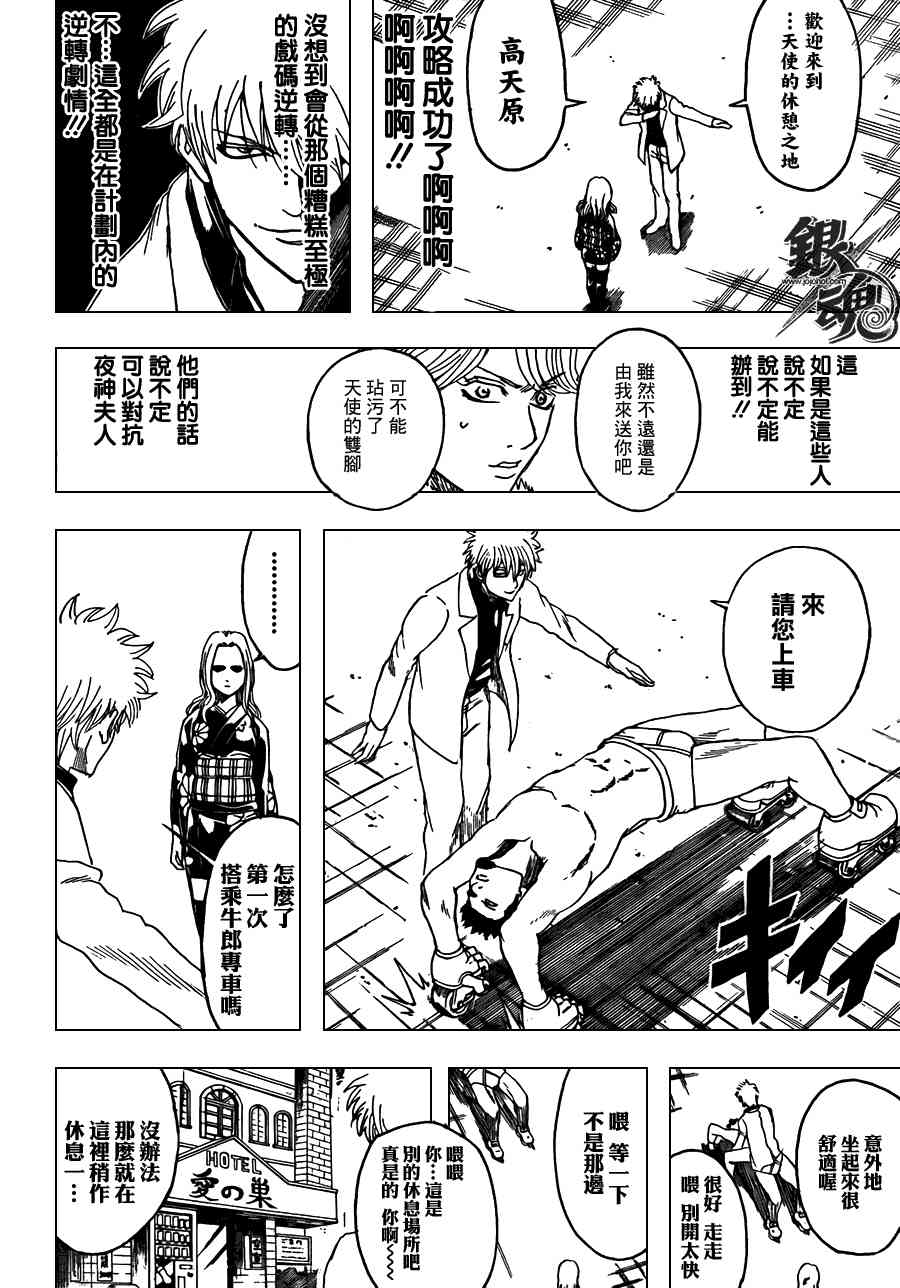 歡迎來到
…天使的休憩之地
高天原
攻略成功了啊啊啊
啊啊啊啊!!
沒想到會從那個糟糕至極
的戲碼逆轉……
不…這全都是在計劃內的
逆轉劇情!!
銀魂
www.jojohot.com
這
如果是這些人
說不定
說不定能
辦到!!
雖然不遠還是
由我來送你吧
可不能
玷污了
天使的雙腳
他們的話
說不定
可以對抗
夜神夫人
來
請您上車
キィィ
…………
怎麼了
第一次
搭乘牛郎專車嗎
意外地
坐起來很
舒適喔
很好 走走
喂 別開太快
喂 等一下
不是那邊
喂喂
你…這是
別的休息場所吧
真是的 你啊～～
HOTEL
愛の巣
沒辦法
那麼就在
這裡稍作
休息一…